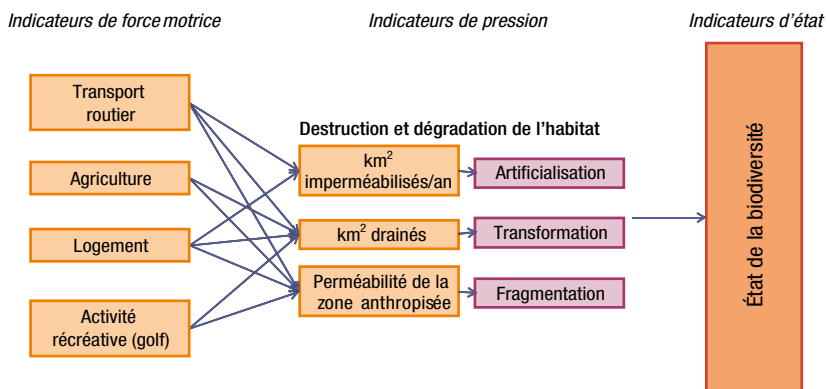 Indicateurs de force motrice
Indicateurs de pression
Indicateurs d'état
Transport
routier
Agriculture
Logement
Activité
récréative (golf)
Destruction et dégradation de l'habitat
km²
imperméabilisés/an
km² drainés
Perméabilité de la
zone anthropisée
Artificialisation
Transformation
Fragmentation
État de la biodiversité